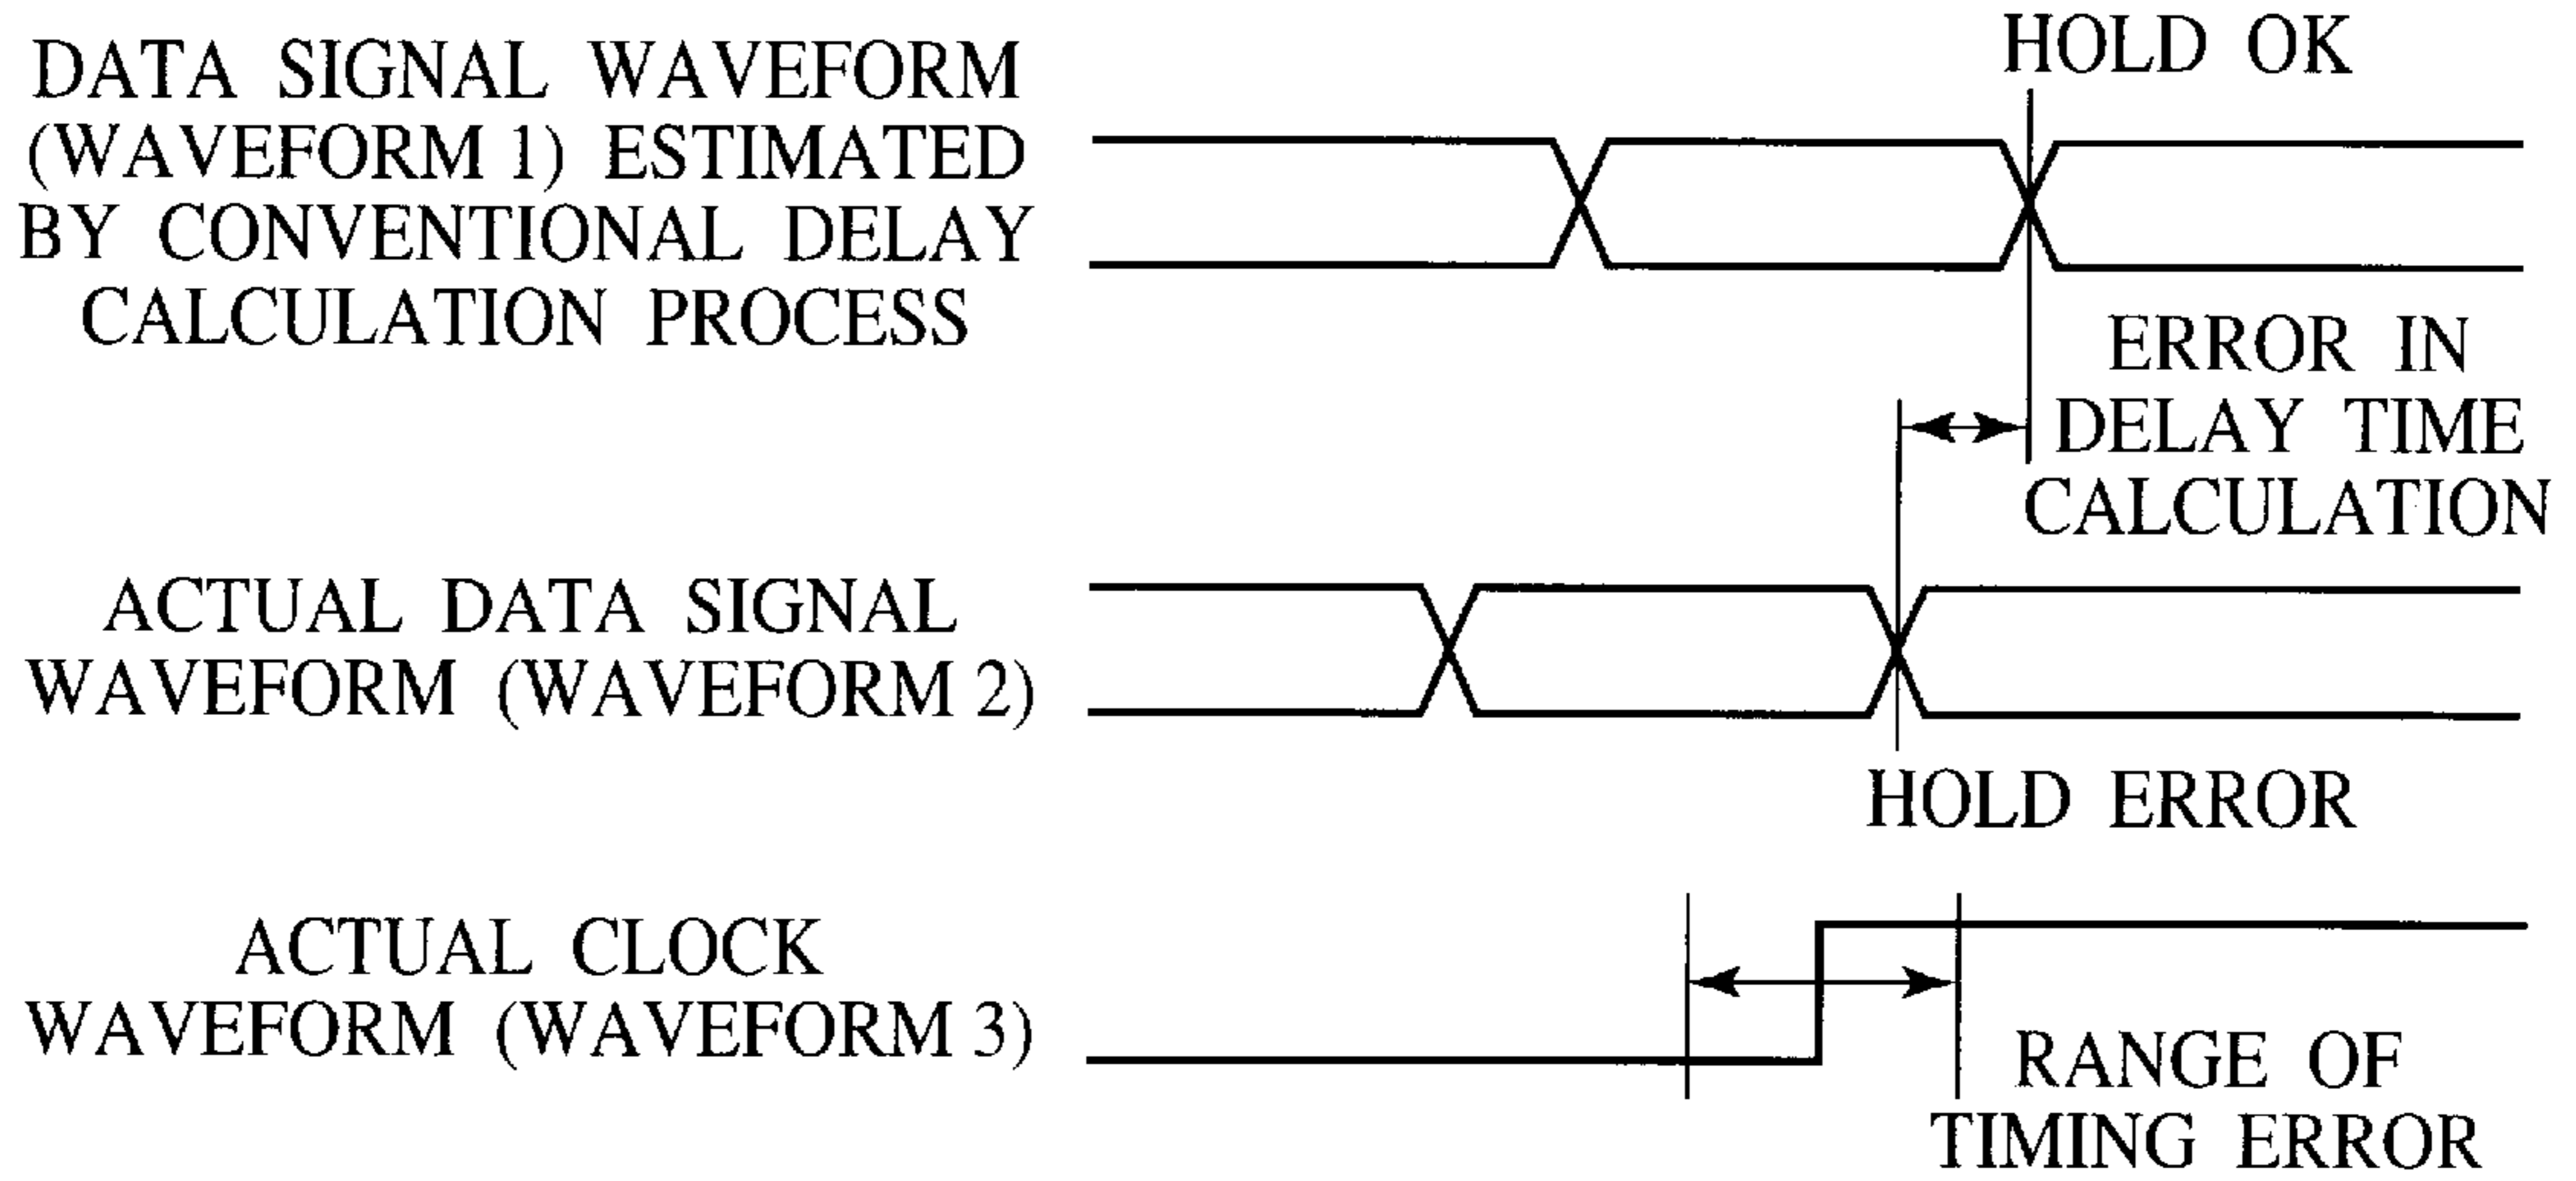 HOLD OK
DATA SIGNAL WAVEFORM
(WAVEFORM 1) ESTIMATED
BY CONVENTIONAL DELAY
CALCULATION PROCESS
ERROR IN
DELAY TIME
CALCULATION
ACTUAL DATA SIGNAL
WAVEFORM (WAVEFORM 2)
HOLD ERROR
ACTUAL CLOCK
WAVEFORM (WAVEFORM 3)
RANGE OF
TIMING ERROR